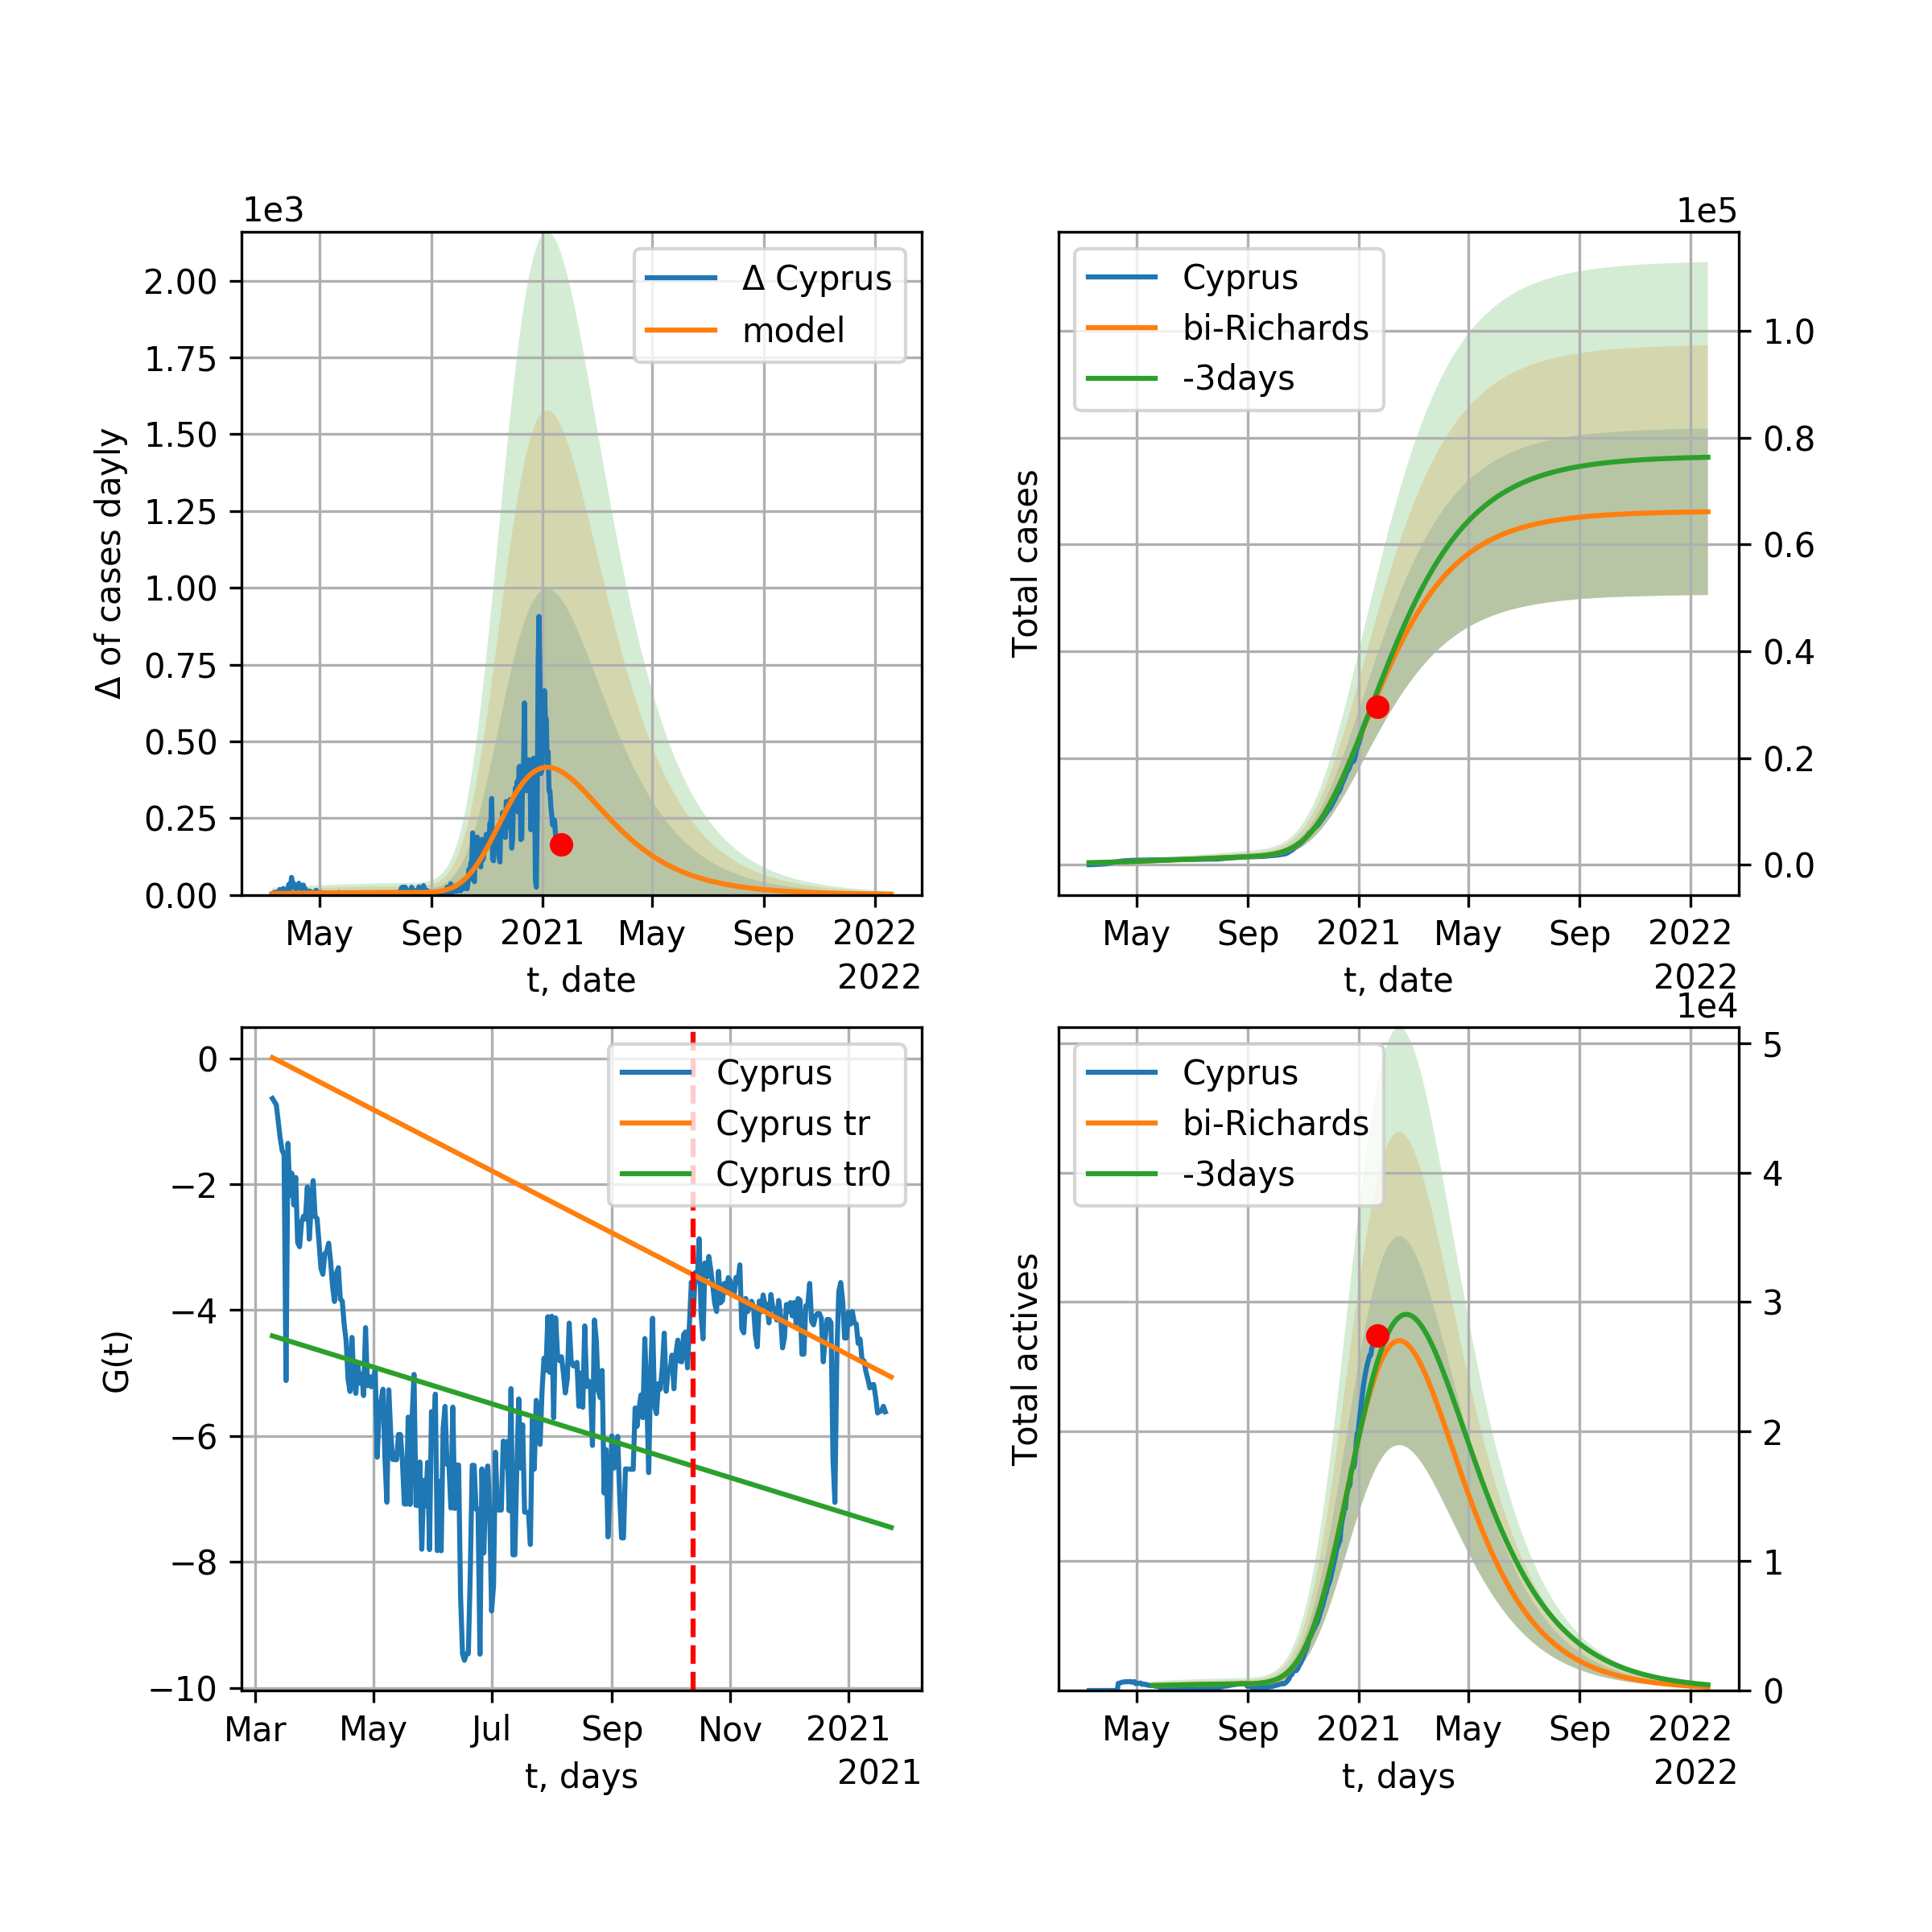 1e3
Δ Cyprus
model
2.00
1.75
1.50
1.25
1.00
0.75
0.50
0.25
0.00
Δ of cases dayly
May Sep 2021 May Sep 2022
t, date
2022
1e5
Cyprus
bi-Richards
-3days
1.0
0.8
0.6
0.4
0.2
0.0
Total cases
May Sep 2021 May Sep 2022
t, date
2022
Cyprus
Cyprus tr
Cyprus tr0
0
−2
−4
−6
−8
−10
G(t)
Mar May Jul Sep Nov 2021
t, days
2021
1e4
Cyprus
bi-Richards
-3days
5
4
3
2
1
0
Total actives
May Sep 2021 May Sep 2022
t, days
2022